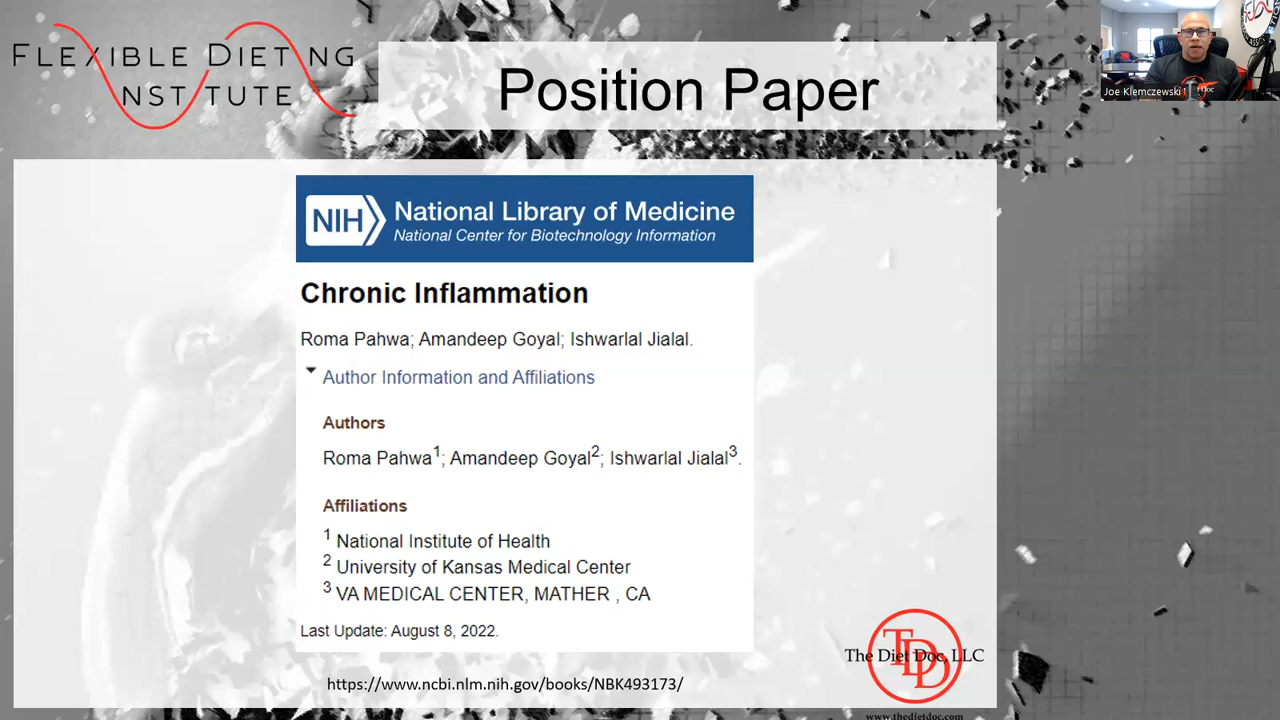 FLEXIBLE DIETING
INSTITUTE
Position Paper
Joe Klemczewski
NIH
National Library of Medicine
National Center for Biotechnology Information
Chronic Inflammation
Roma Pahwa; Amandeep Goyal; Ishwarlal Jialal.
Author Information and Affiliations
Authors
Roma Pahwa1; Amandeep Goyal2; Ishwarlal Jialal3.
Affiliations
1 National Institute of Health
2 University of Kansas Medical Center
3 VA MEDICAL CENTER, MATHER , CA
Last Update: August 8, 2022.
https://www.ncbi.nlm.nih.gov/books/NBK493173/
TDD
The Diet Doc, LLC
www.thedietdoc.com